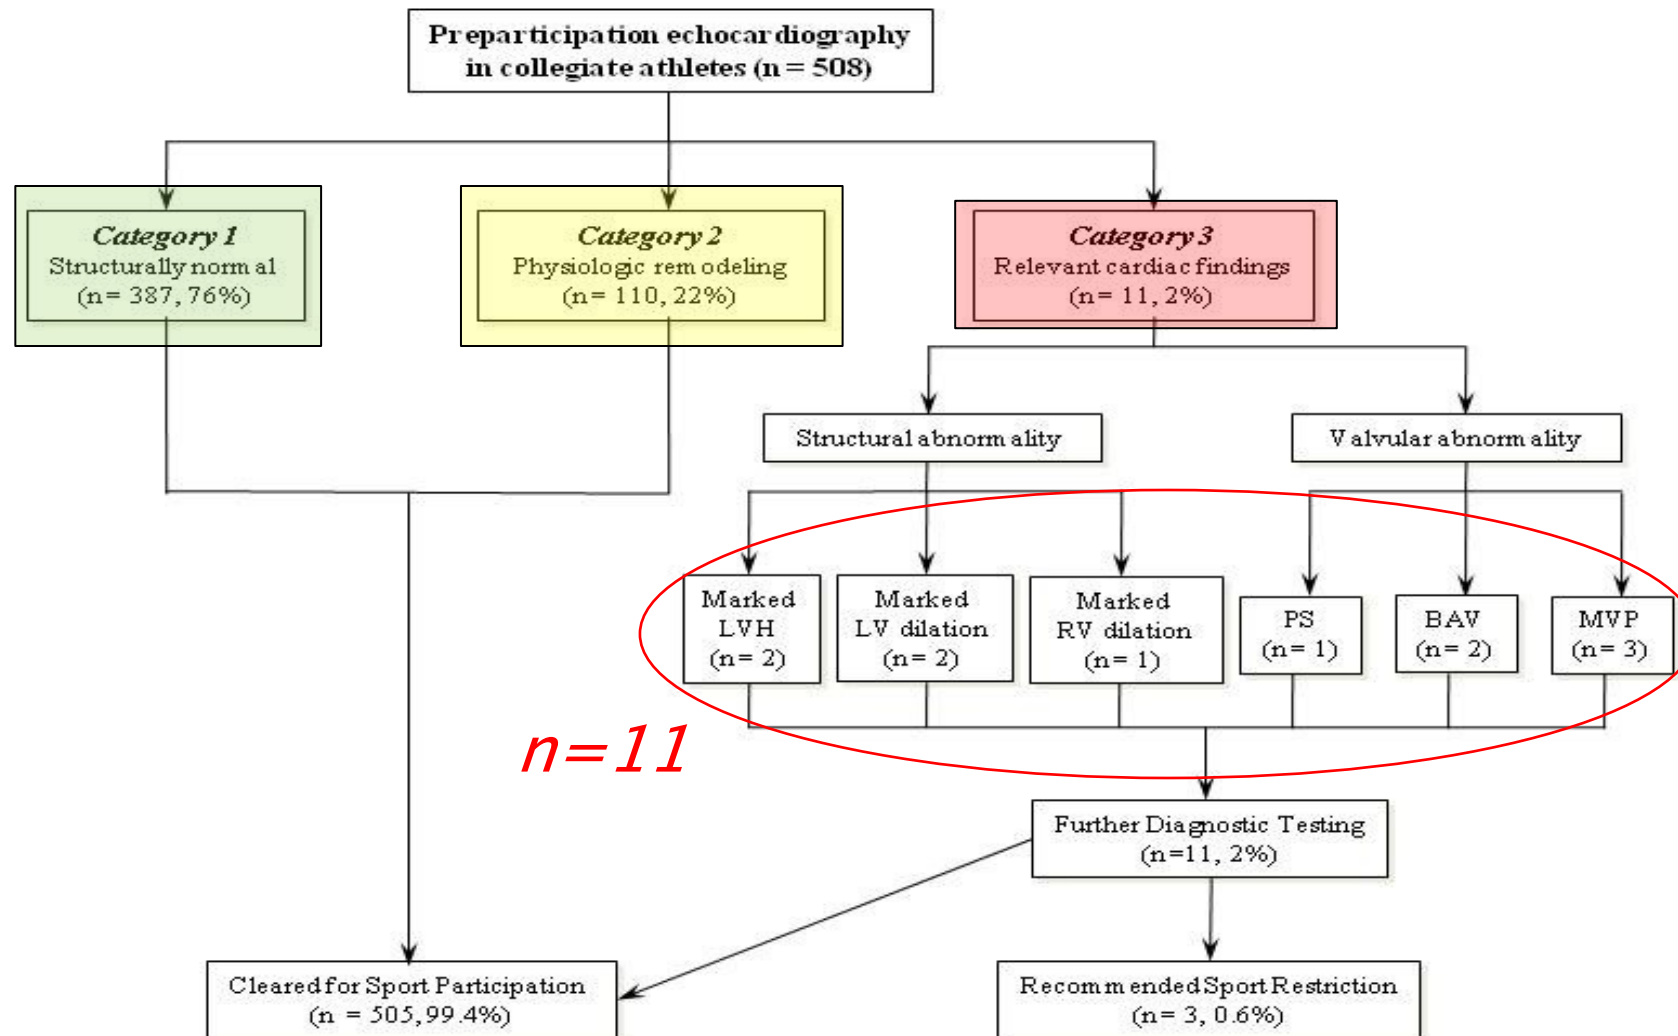 Preparticipation echocardiography
in collegiate athletes (n = 508)
Category 1
Structurally normal
(n = 387, 76%)
Category 2
Physiologic remodeling
(n = 110, 22%)
Category 3
Relevant cardiac findings
(n = 11, 2%)
Structural abnormality
Valvular abnormality
Marked
LVH
(n = 2)
Marked
LV dilation
(n = 2)
Marked
RV dilation
(n = 1)
PS
(n = 1)
BAV
(n = 2)
MVP
(n = 3)
n=11
Further Diagnostic Testing
(n=11, 2%)
Cleared for Sport Participation
(n = 505, 99.4%)
Recommended Sport Restriction
(n = 3, 0.6%)